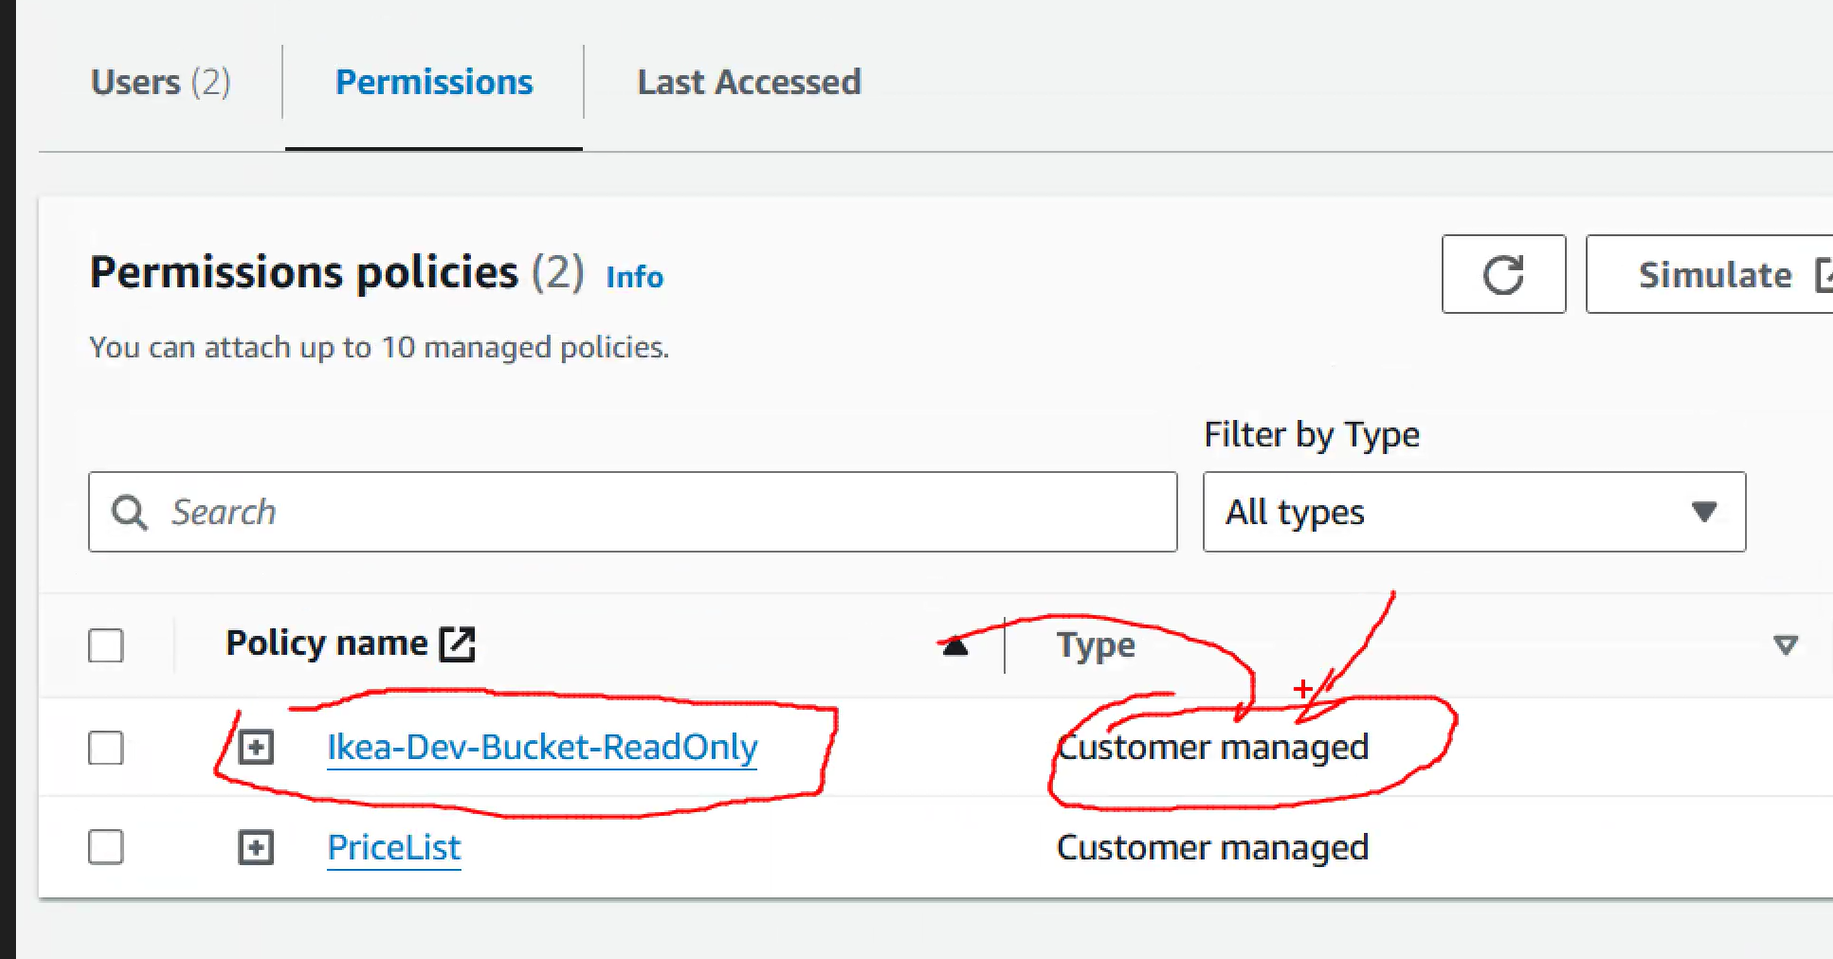 Users (2) Permissions Last Accessed
Permissions policies (2) Info
Simulate
You can attach up to 10 managed policies.
Filter by Type
Search
All types
Policy name Type
Ikea-Dev-Bucket-ReadOnly Customer managed
PriceList Customer managed